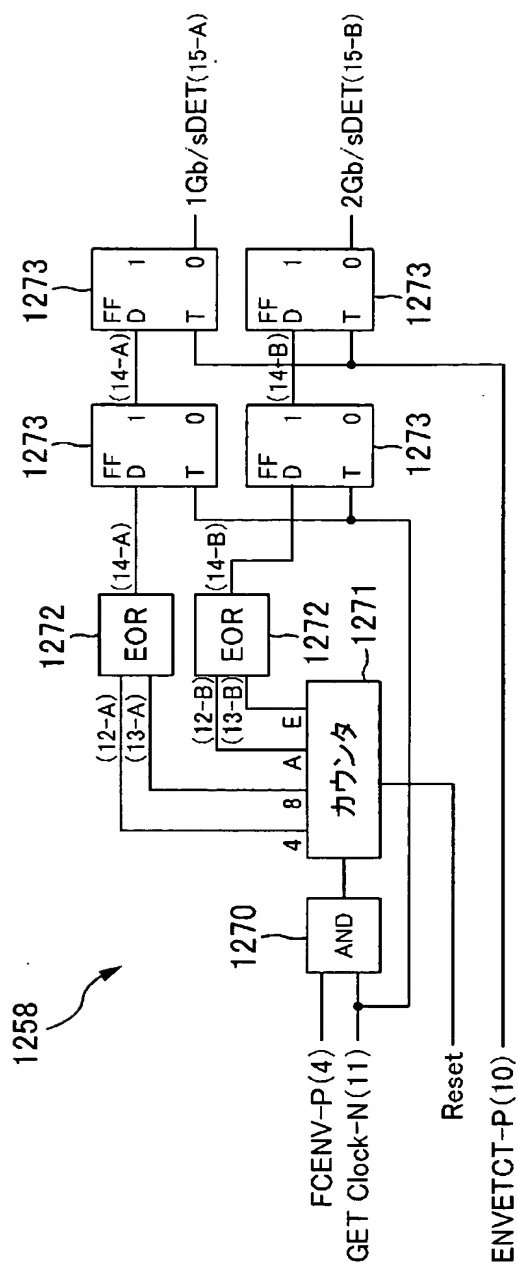 1258
1273
1273
FF
D
1
T
0
FF
D
1
T
0
1Gb/sDET(15-A)
(14-A)
(14-A)
1272
EOR
(12-A)
(13-A)
FF
D
1
T
0
FF
D
1
T
0
2Gb/sDET(15-B)
(14-B)
(14-B)
1273
1273
EOR
(12-B)
(13-B)
1272
1271
4
8
A
E
カウンタ
1270
AND
FCENV-P(4)
GET Clock-N(11)
Reset
ENVETCT-P(10)